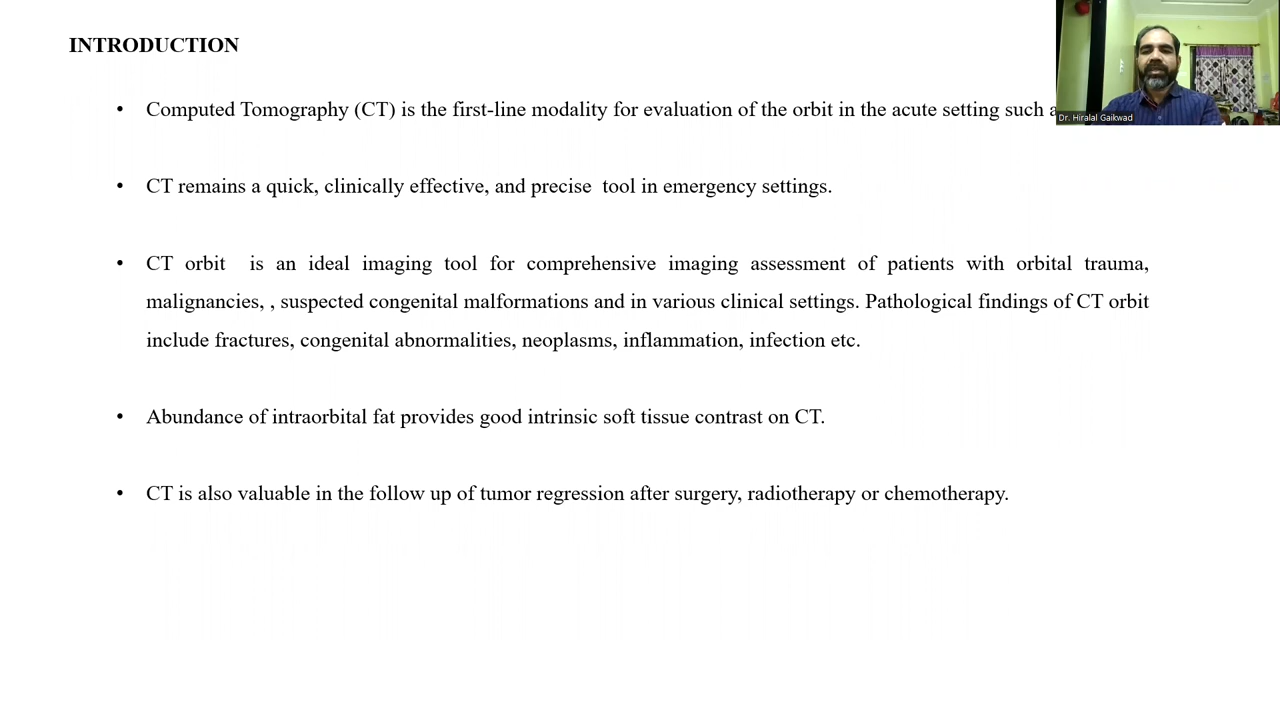 INTRODUCTION
• Computed Tomography (CT) is the first-line modality for evaluation of the orbit in the acute setting such
Dr. Hiralal Gaikwad
• CT remains a quick, clinically effective, and precise tool in emergency settings.
• CT orbit is an ideal imaging tool for comprehensive imaging assessment of patients with orbital trauma,
malignancies, , suspected congenital malformations and in various clinical settings. Pathological findings of CT orbit
include fractures, congenital abnormalities, neoplasms, inflammation, infection etc.
• Abundance of intraorbital fat provides good intrinsic soft tissue contrast on CT.
• CT is also valuable in the follow up of tumor regression after surgery, radiotherapy or chemotherapy.